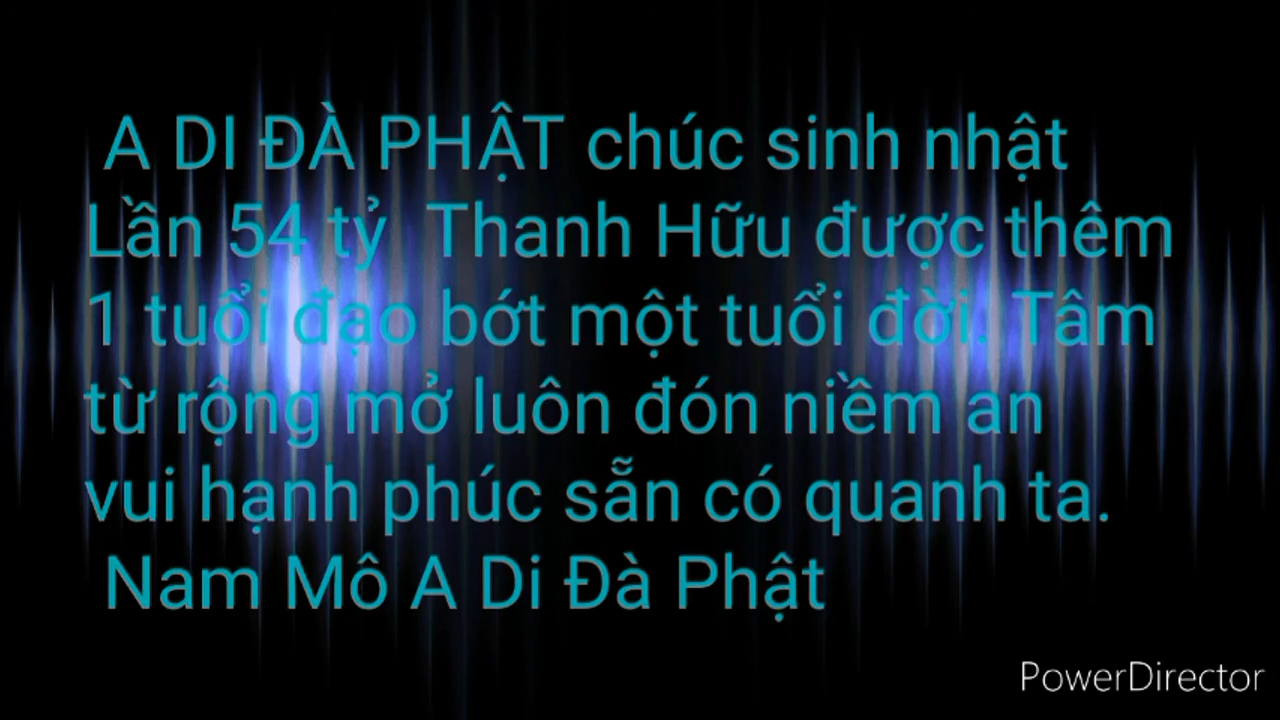 A DI ĐÀ PHẬT chúc sinh nhật
Lần 54 tỷ Thanh Hữu được thêm
1 tuổi đạo bớt một tuổi đời. Tâm
từ rộng mở luôn đón niềm an
vui hạnh phúc sẵn có quanh ta.
Nam Mô A Di Đà Phật
PowerDirector